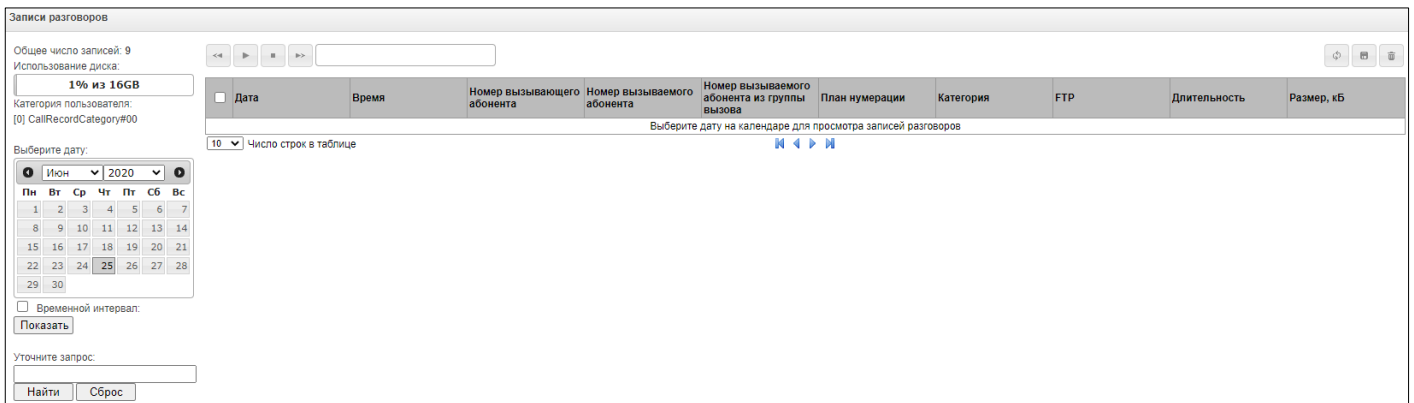 Записи разговоров
Общее число записей: 9
Использование диска:
1% из 16GB
Категория пользователя:
[0] CallRecordCategory#00
Выберите дату:
Июн 2020
Пн Вт Ср Чт Пт Сб Вс
1 2 3 4 5 6 7
8 9 10 11 12 13 14
15 16 17 18 19 20 21
22 23 24 25 26 27 28
29 30
Временной интервал:
Показать
Уточните запрос:
Найти Сброс
Дата Время Номер вызывающего абонента Номер вызываемого абонента Номер вызываемого абонента из группы вызова План нумерации Категория FTP Длительность Размер, кБ
Выберите дату на календаре для просмотра записей разговоров
10 Число строк в таблице